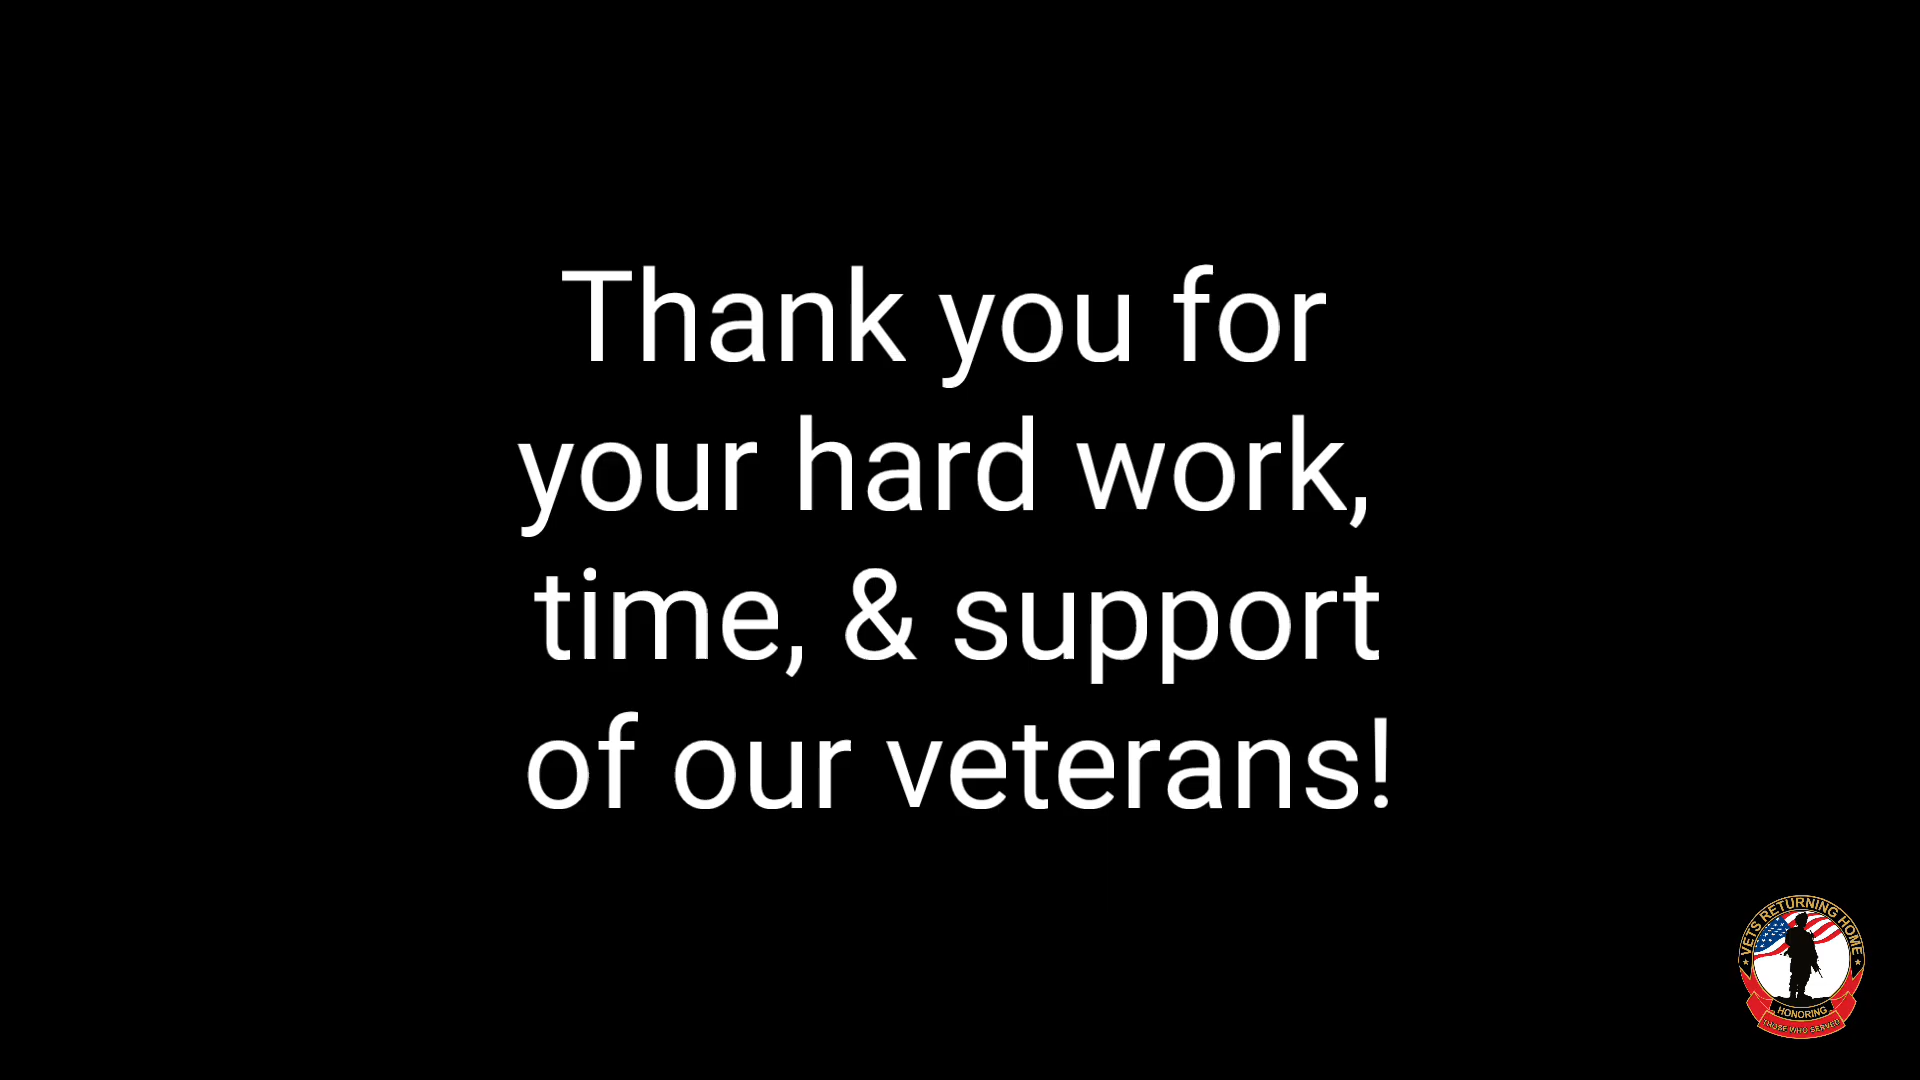 Thank you for
your hard work,
time, & support
of our veterans!
VETS RETURNING HOME
HONORING
THOSE WHO SERVED